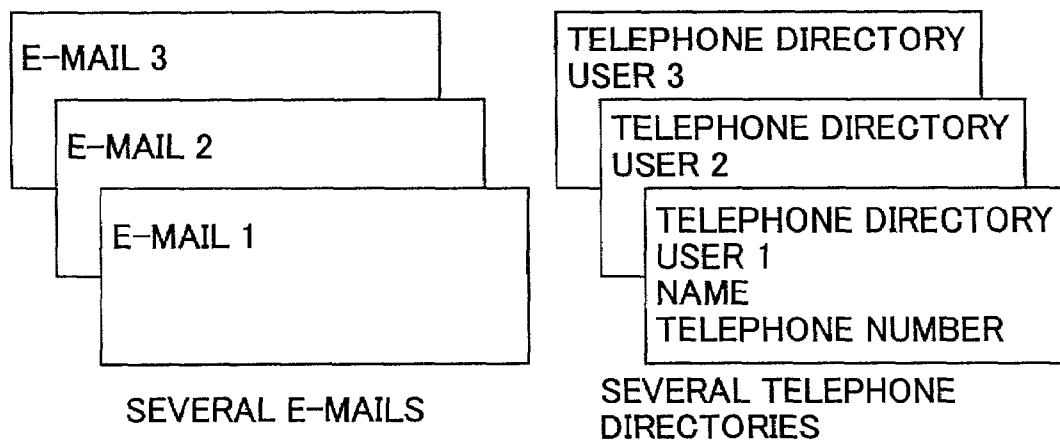 E-MAIL 3
E-MAIL 2
E-MAIL 1
SEVERAL E-MAILS
TELEPHONE DIRECTORY
USER 3
TELEPHONE DIRECTORY
USER 2
TELEPHONE DIRECTORY
USER 1
NAME
TELEPHONE NUMBER
SEVERAL TELEPHONE
DIRECTORIES